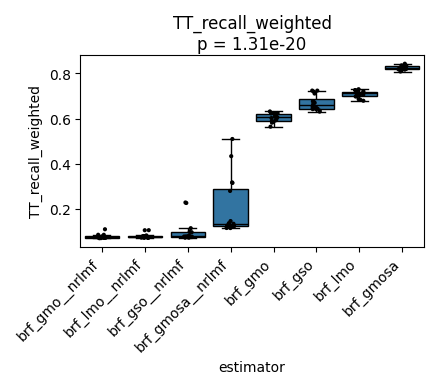 TT_recall_weighted
p = 1.31e-20
TT_recall_weighted
0.8
0.6
0.4
0.2
brf_gmo__nrlmf
brf_lmo__nrlmf
brf_gso__nrlmf
brf_gmosa__nrlmf
brf_gmo
brf_gso
brf_lmo
brf_gmosa
estimator